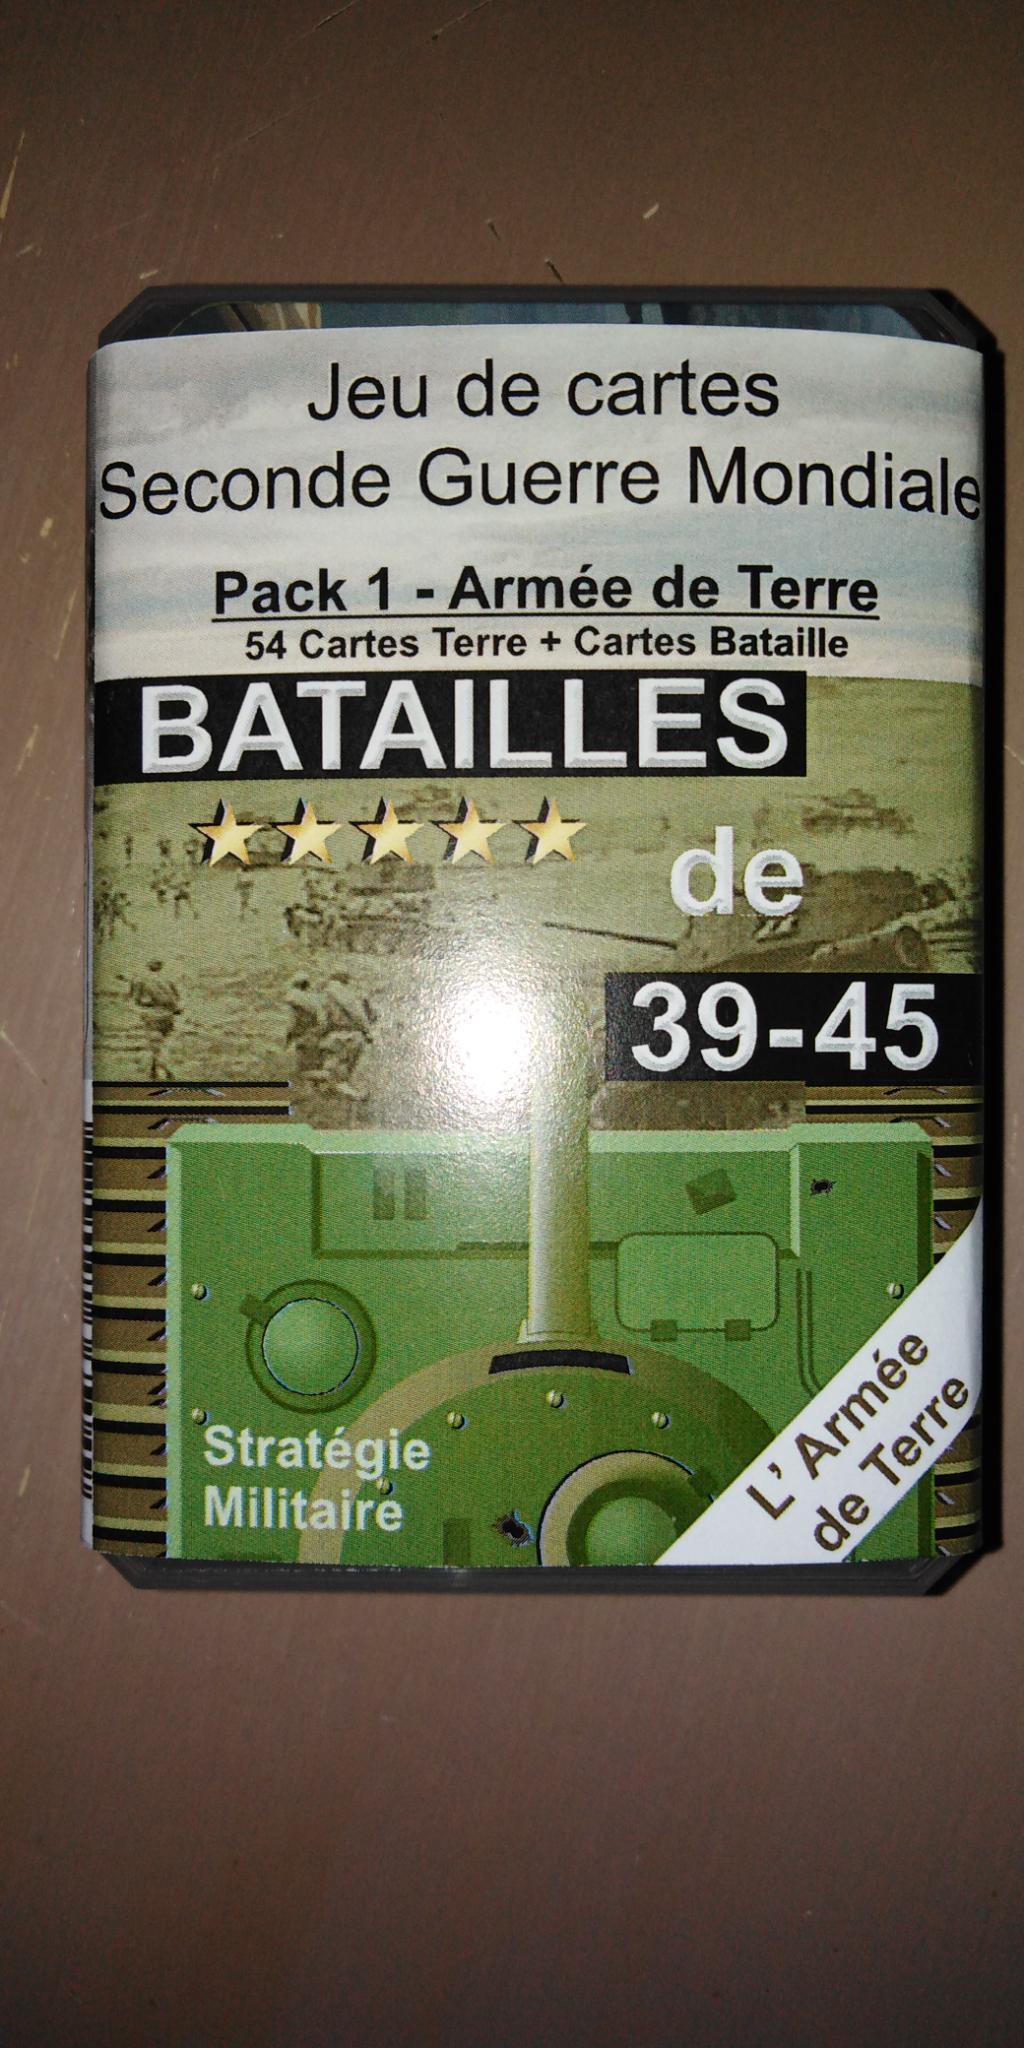 Jeu de cartes
Seconde Guerre Mondiale
Pack 1 - Armée de Terre
54 Cartes Terre + Cartes Bataille
BATAILLES
de
39-45
Stratégie
Militaire
L' Armée
de Terre